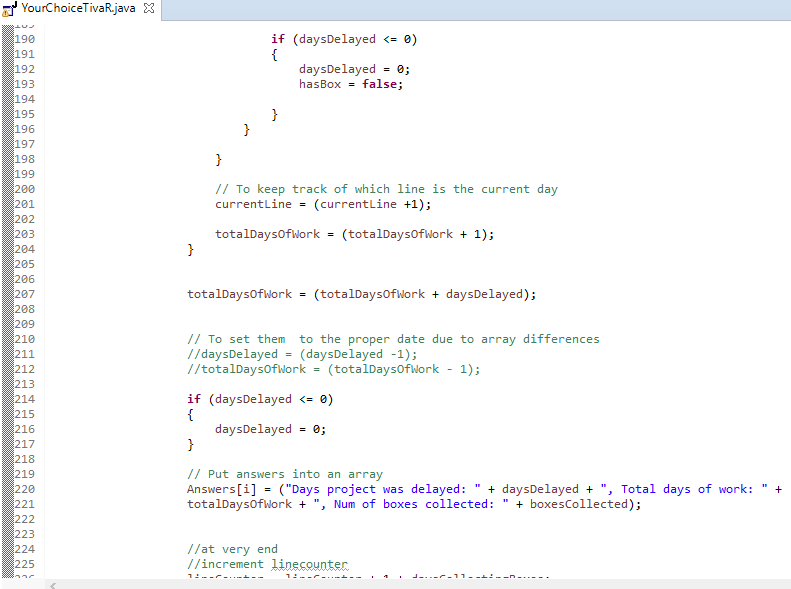 YourChoiceTivaR.java
190 if (daysDelayed <= 0)
191 {
192 daysDelayed = 0;
193 hasBox = false;
194
195 }
196 }
197
198 }
199
200 // To keep track of which line is the current day
201 currentLine = (currentLine +1);
202
203 totalDaysOfWork = (totalDaysOfWork + 1);
204 }
205
206
207 totalDaysOfWork = (totalDaysOfWork + daysDelayed);
208
209
210 // To set them  to the proper date due to array differences
211 //daysDelayed = (daysDelayed -1);
212 //totalDaysOfWork = (totalDaysOfWork - 1);
213
214 if (daysDelayed <= 0)
215 {
216 daysDelayed = 0;
217 }
218
219 // Put answers into an array
220 Answers[i] = ("Days project was delayed: " + daysDelayed + ", Total days of work: " +
221 totalDaysOfWork + ", Num of boxes collected: " + boxesCollected);
222
223
224 //at very end
225 //increment linecounter